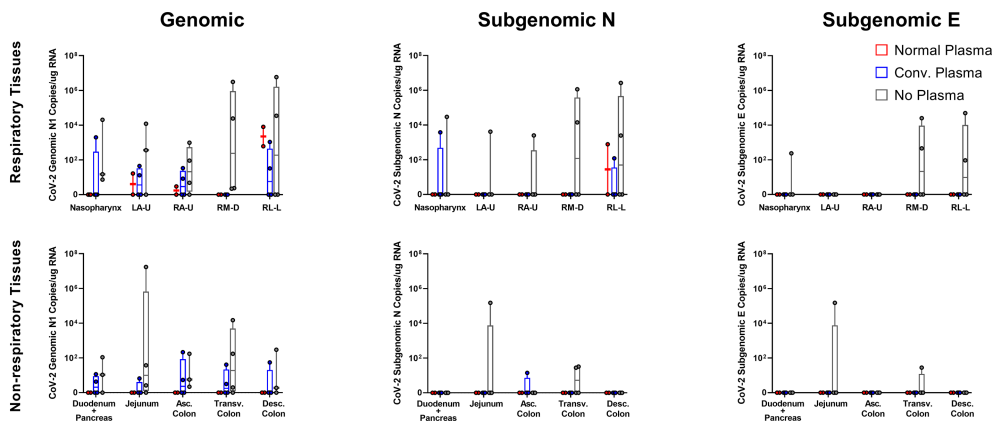 Genomic
Subgenomic N
Subgenomic E
Respiratory Tissues
CoV-2 Genomic N1 Copies/ug RNA
10⁸
10⁶
10⁴
10²
0
Nasopharynx LA-U RA-U RM-D RL-L
CoV-2 Subgenomic N Copies/ug RNA
10⁸
10⁶
10⁴
10²
0
Nasopharynx LA-U RA-U RM-D RL-L
CoV-2 Subgenomic E Copies/ug RNA
10⁸
10⁶
10⁴
10²
0
Nasopharynx LA-U RA-U RM-D RL-L
Normal Plasma
Conv. Plasma
No Plasma
Non-respiratory Tissues
CoV-2 Genomic N1 Copies/ug RNA
10⁸
10⁶
10⁴
10²
0
Duodenum Jejunum Asc. Transv. Desc.
+ Colon Colon Colon
Pancreas
CoV-2 Subgenomic N Copies/ug RNA
10⁸
10⁶
10⁴
10²
0
Duodenum Jejunum Asc. Transv. Desc.
+ Colon Colon Colon
Pancreas
CoV-2 Subgenomic E Copies/ug RNA
10⁸
10⁶
10⁴
10²
0
Duodenum Jejunum Asc. Transv. Desc.
+ Colon Colon Colon
Pancreas